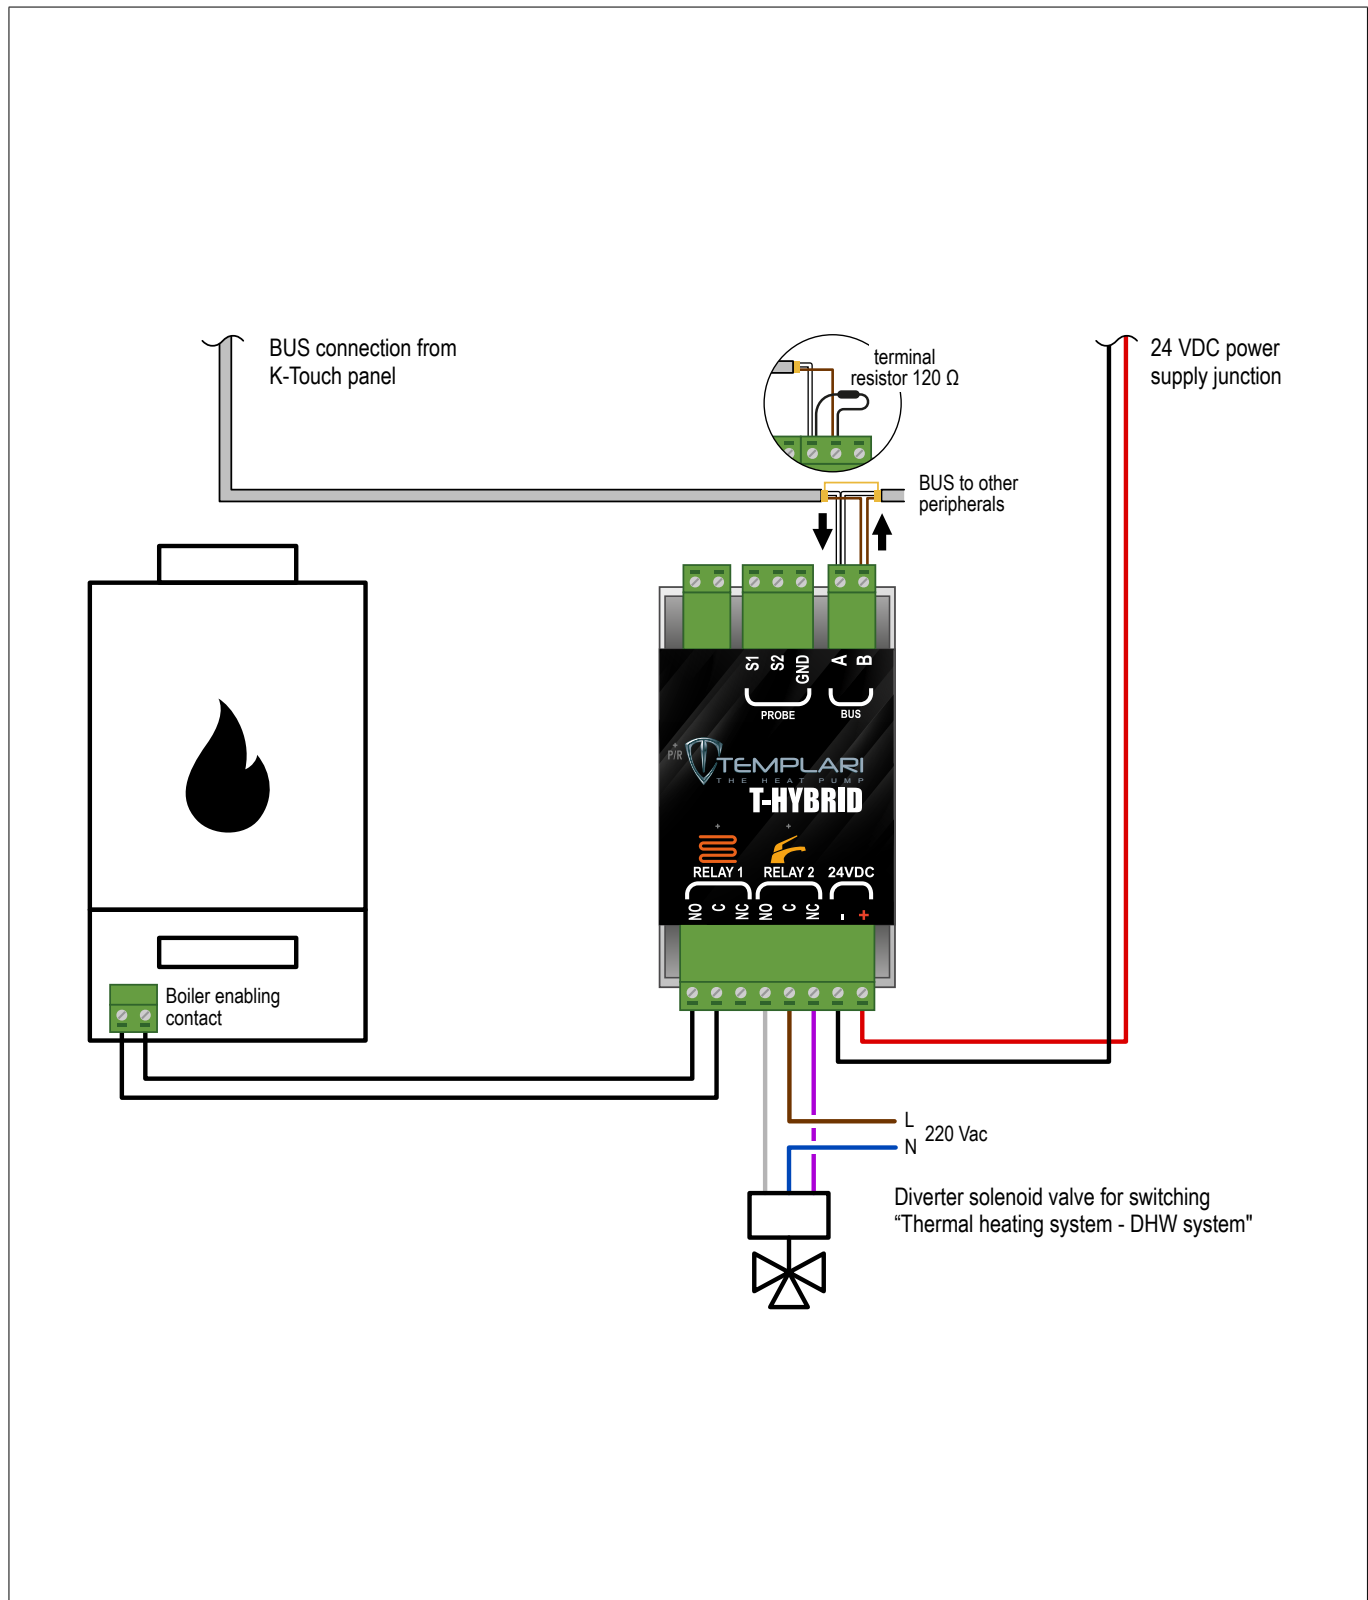 BUS connection from
K-Touch panel
terminal
resistor 120 Ω
24 VDC power
supply junction
BUS to other
peripherals
S1
S2
GND
A
B
PROBE
BUS
P/R
TEMPLARI
THE HEAT PUMP
T-HYBRID
RELAY 1
RELAY 2
24VDC
NO
C
NC
NO
C
NC
-
+
Boiler enabling
contact
L
220 Vac
N
Diverter solenoid valve for switching
“Thermal heating system - DHW system"